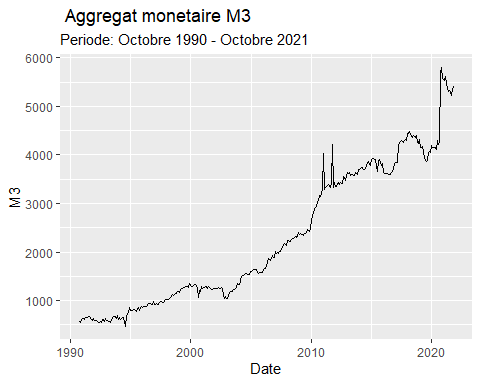 Aggregat monetaire M3
Periode: Octobre 1990 - Octobre 2021
6000
5000
4000
3000
2000
1000
M3
1990
2000
2010
2020
Date